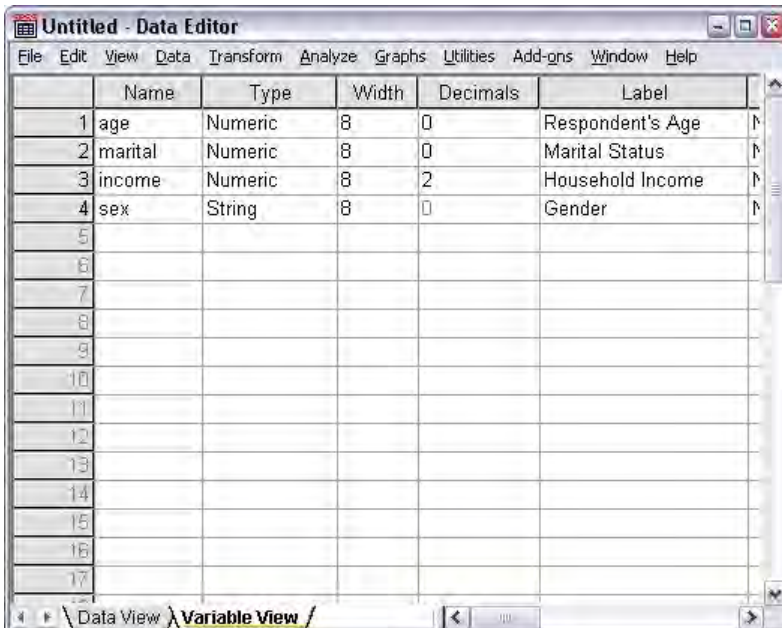 Untitled - Data Editor
File Edit View Data Transform Analyze Graphs Utilities Add-ons Window Help
Name Type Width Decimals Label
1 age Numeric 8 0 Respondent's Age
2 marital Numeric 8 0 Marital Status
3 income Numeric 8 2 Household Income
4 sex String 8 0 Gender
5
6
7
8
9
10
11
12
13
14
15
16
17
Data View Variable View